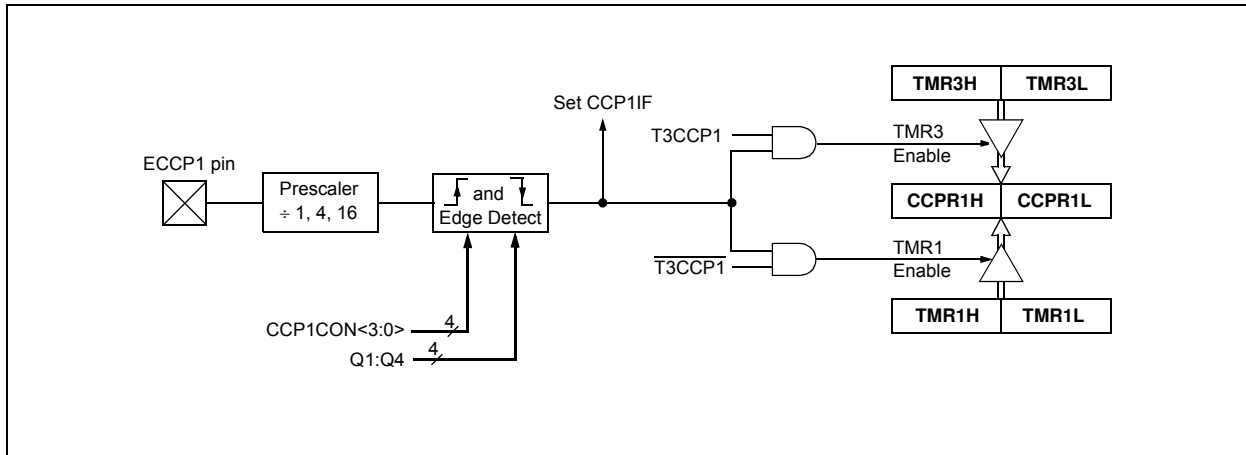 TMR3H TMR3L
Set CCP1IF
T3CCP1
TMR3
Enable
ECCP1 pin
Prescaler
÷ 1, 4, 16
and
Edge Detect
CCPR1H CCPR1L
T3CCP1
TMR1
Enable
TMR1H TMR1L
CCP1CON<3:0>
4
Q1:Q4
4